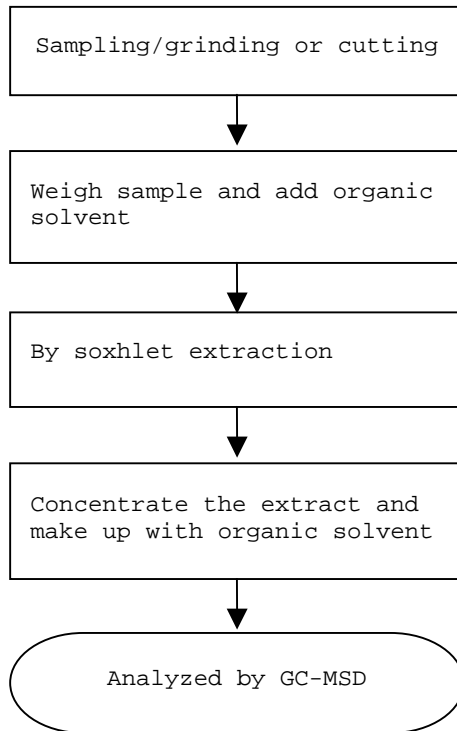 Sampling/grinding or cutting
Weigh sample and add organic
solvent
By soxhlet extraction
Concentrate the extract and
make up with organic solvent
Analyzed by GC-MSD